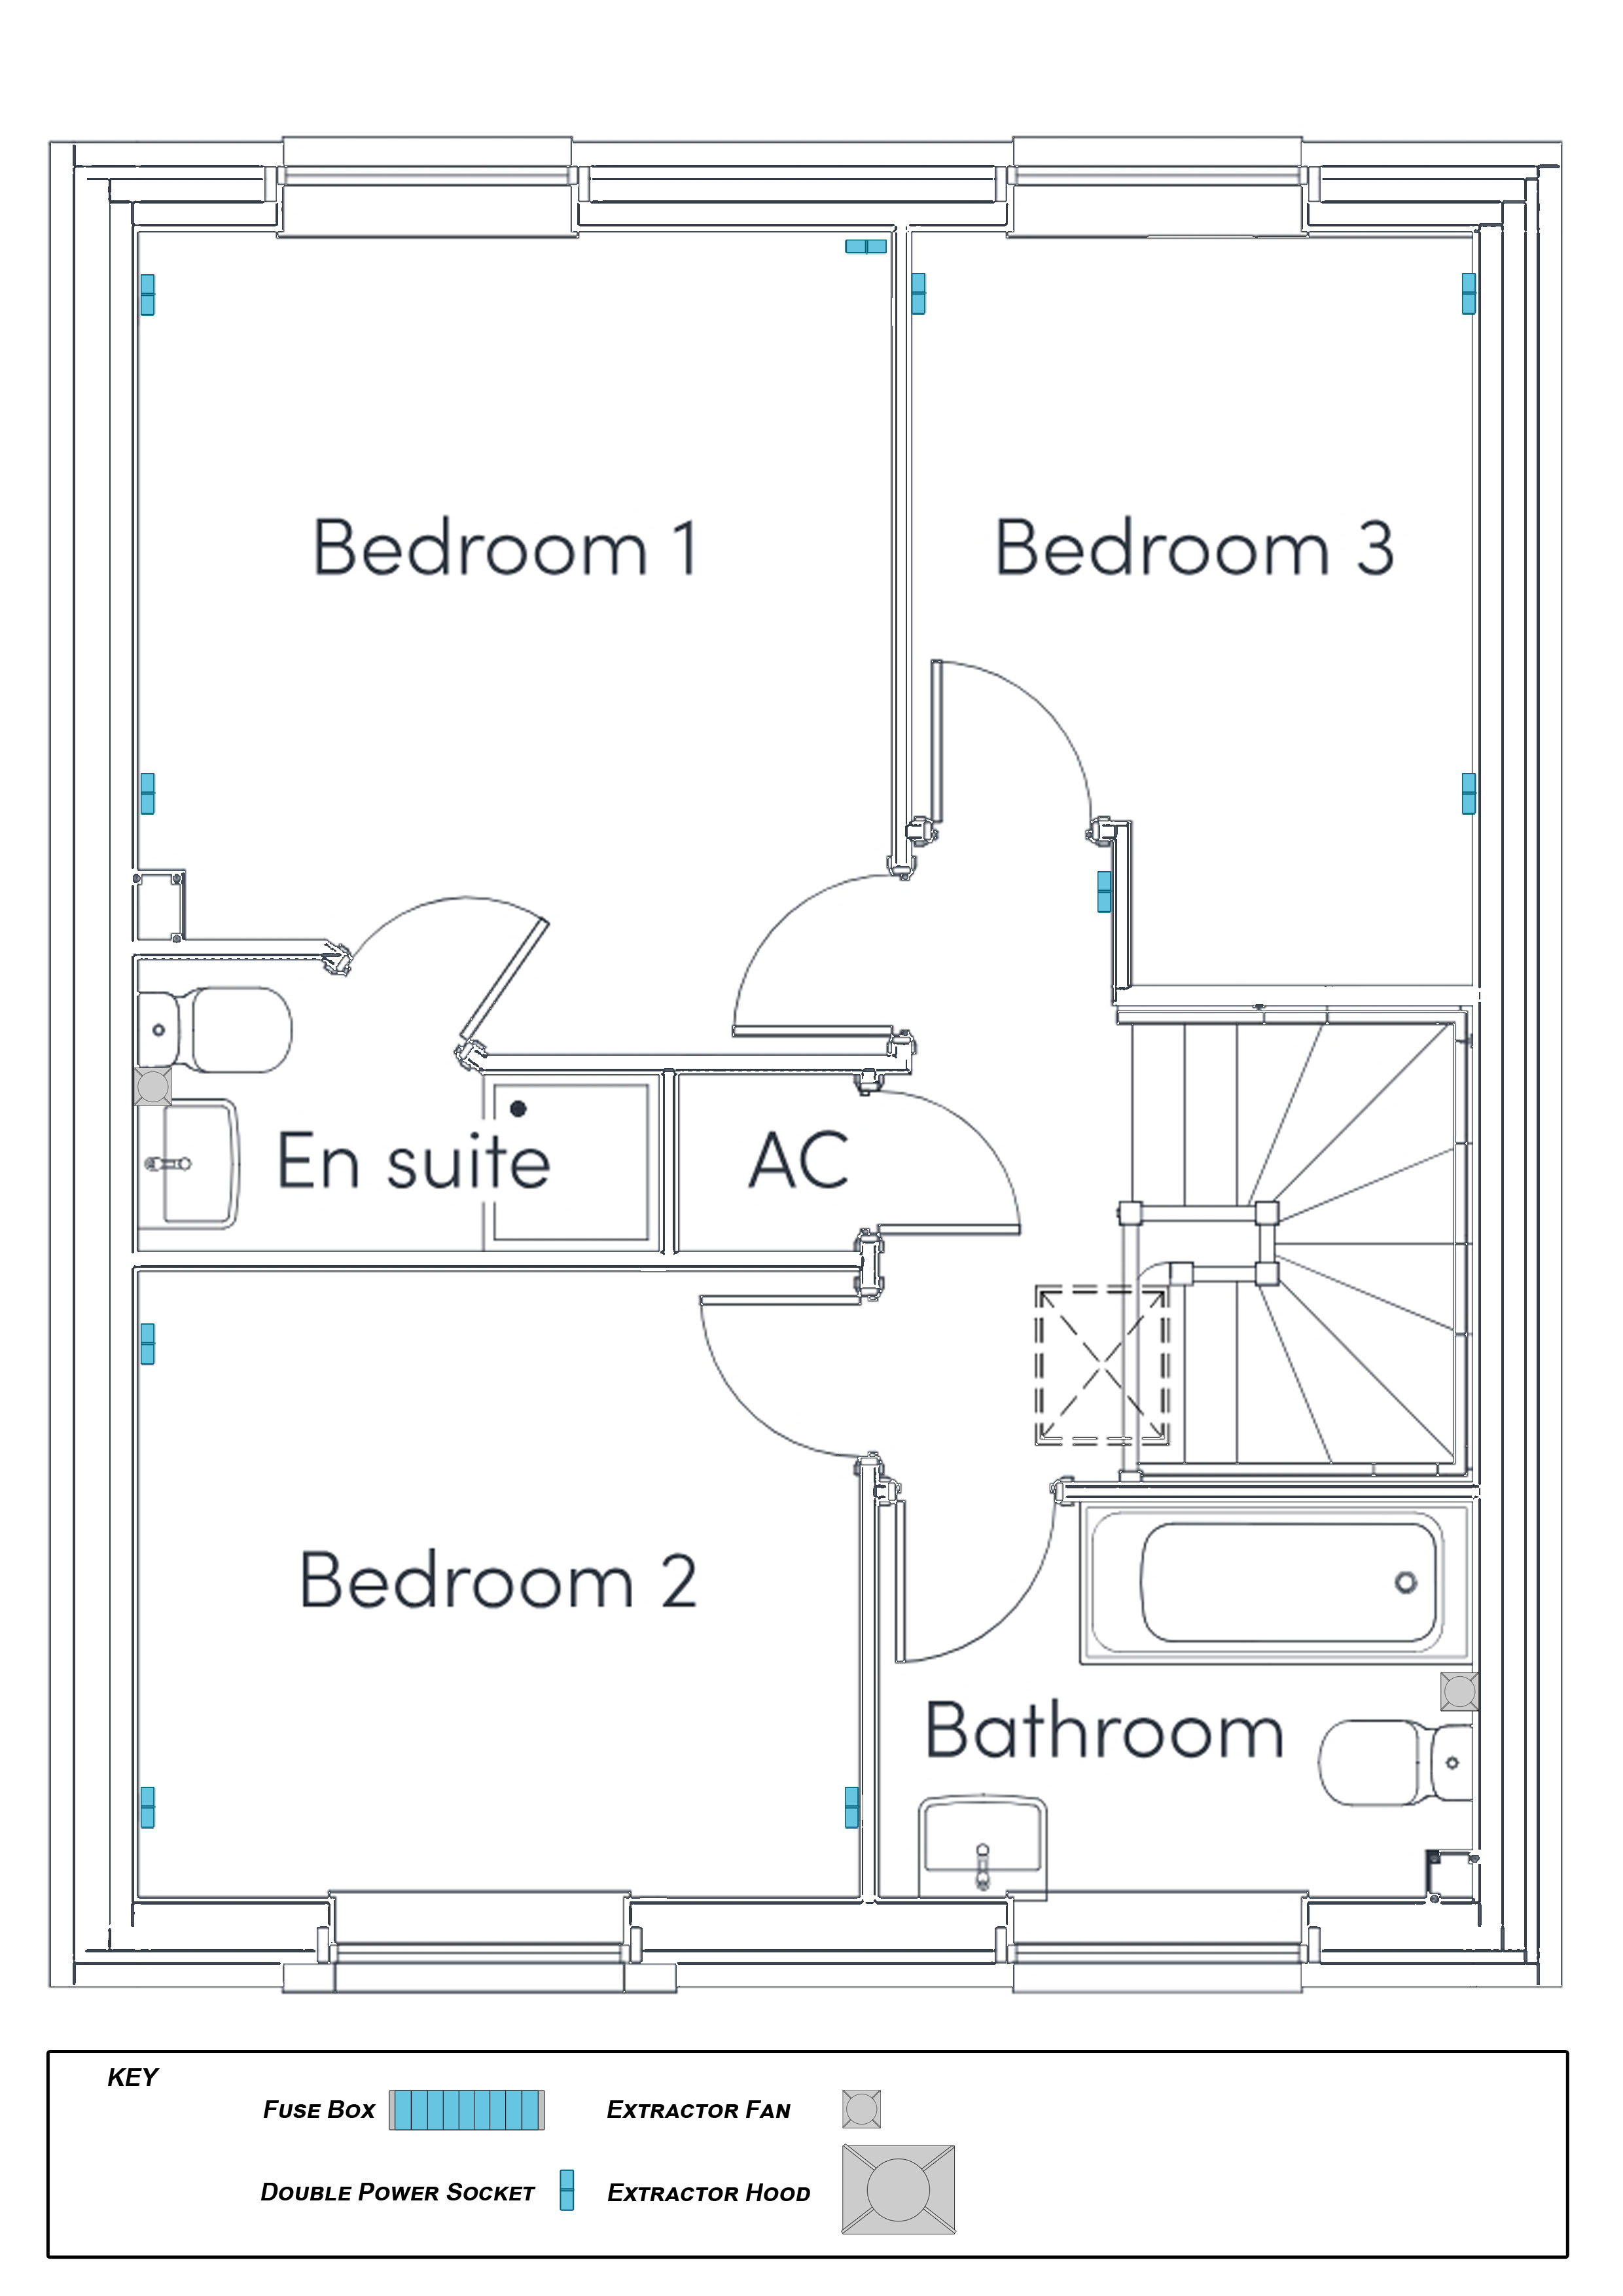 Bedroom 1
Bedroom 3
En suite
AC
Bedroom 2
Bathroom
KEY
FUSE BOX
EXTRACTOR FAN
DOUBLE POWER SOCKET
EXTRACTOR HOOD